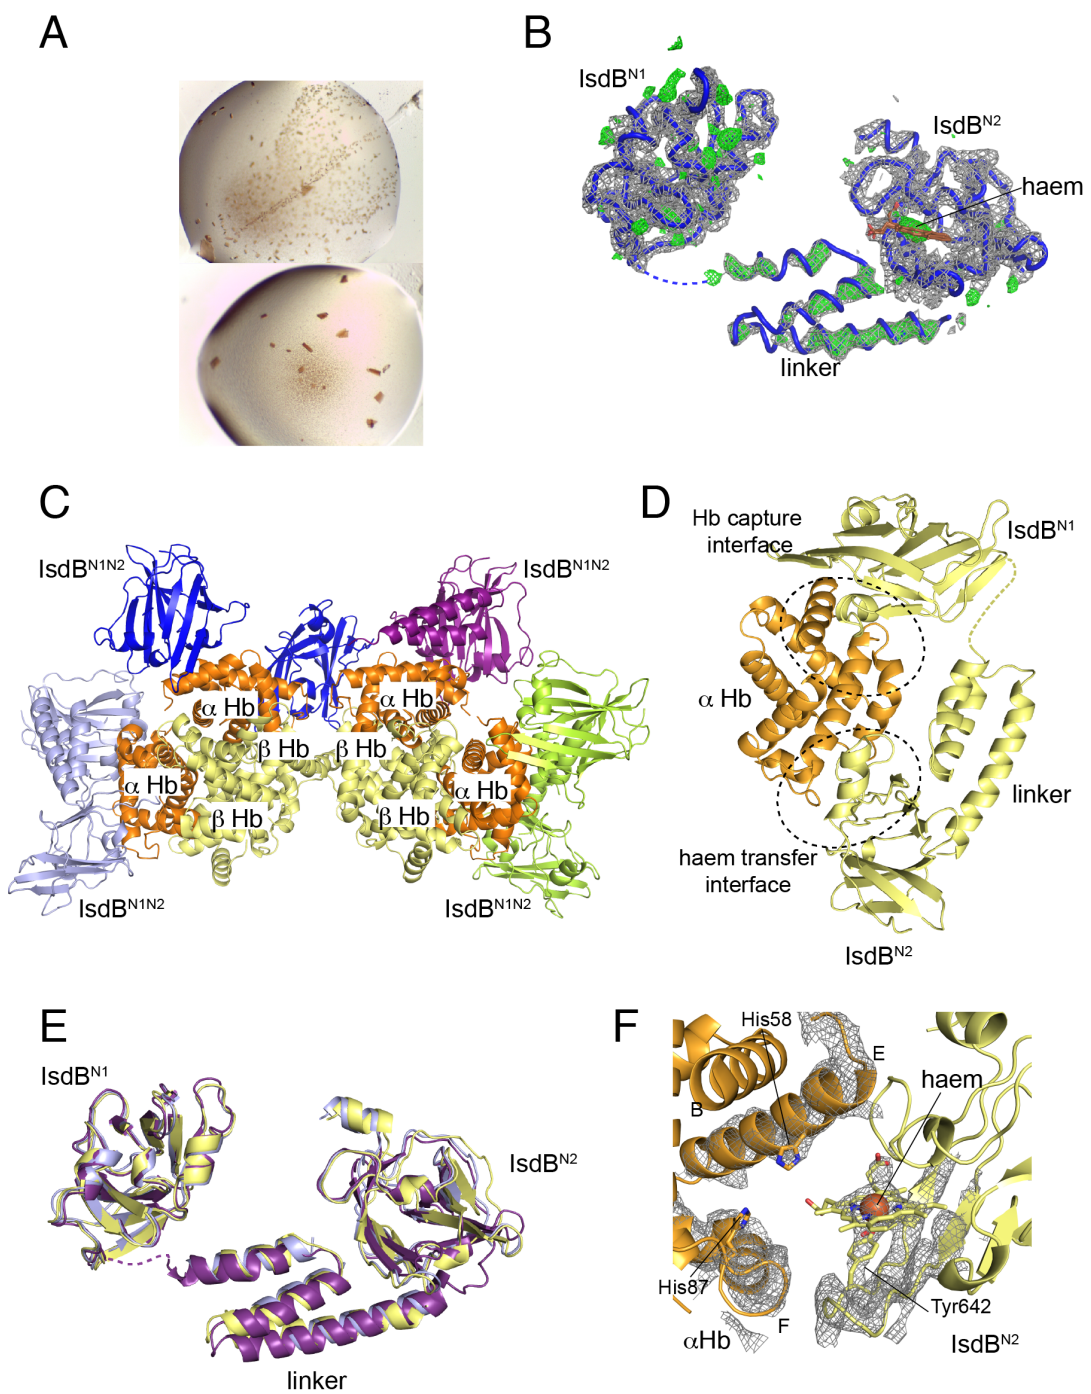 A
B
IsdB^N1
IsdB^N2
haem
linker
C
D
IsdB^N1N2
IsdB^N1N2
α Hb
α Hb
β Hb
β Hb
α Hb
α Hb
β Hb
β Hb
IsdB^N1N2
IsdB^N1N2
Hb capture
interface
IsdB^N1
α Hb
linker
haem transfer
interface
IsdB^N2
E
F
IsdB^N1
IsdB^N2
linker
His58
E
haem
B
His87
F
Tyr642
αHb
IsdB^N2